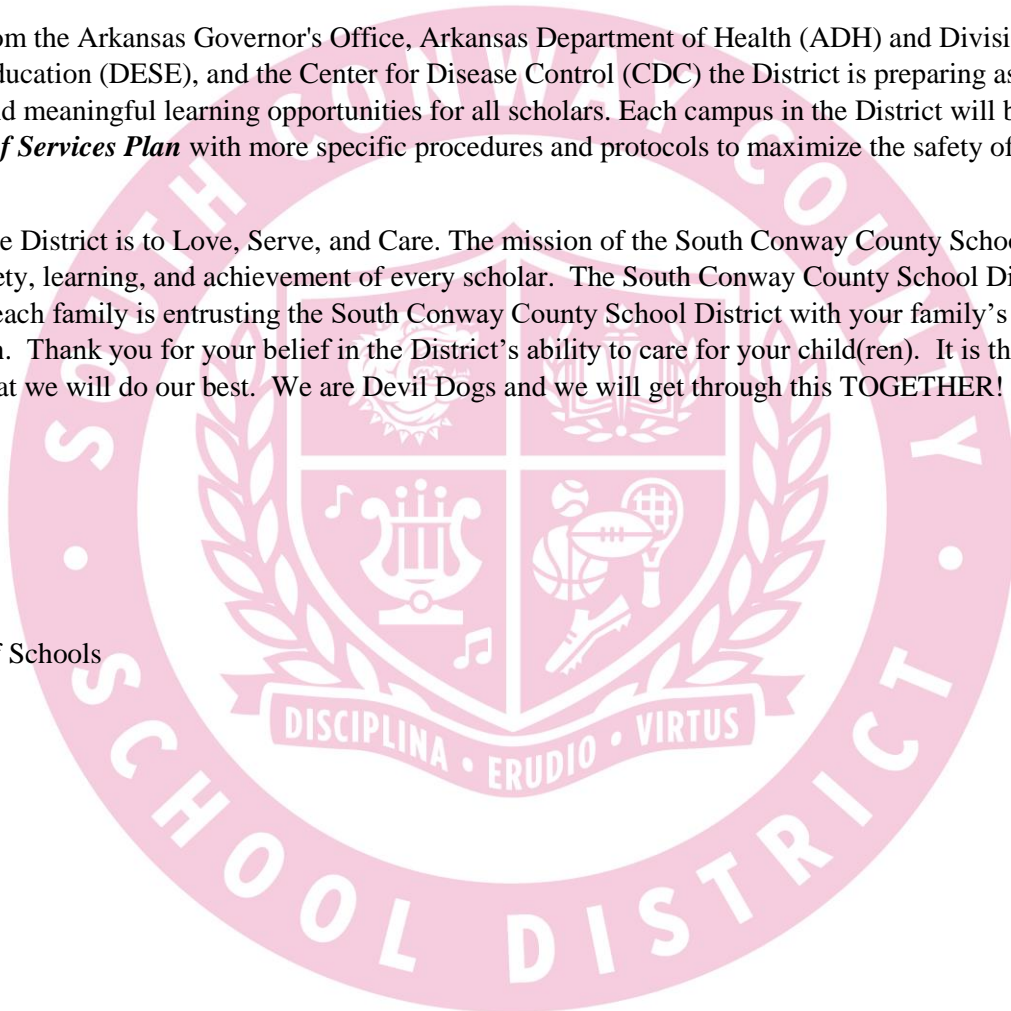 om the Arkansas Governor's Office, Arkansas Department of Health (ADH) and Divisi
ducation (DESE), and the Center for Disease Control (CDC) the District is preparing as
d meaningful learning opportunities for all scholars. Each campus in the District will b
f Services Plan with more specific procedures and protocols to maximize the safety of
e District is to Love, Serve, and Care. The mission of the South Conway County Schoo
ety, learning, and achievement of every scholar. The South Conway County School Di
each family is entrusting the South Conway County School District with your family’s
n. Thank you for your belief in the District’s ability to care for your child(ren). It is th
at we will do our best. We are Devil Dogs and we will get through this TOGETHER!
f Schools
SOUTH CONWAY COUNTY
SCHOOL DISTRICT
DISCIPLINA • ERUDIO • VIRTUS